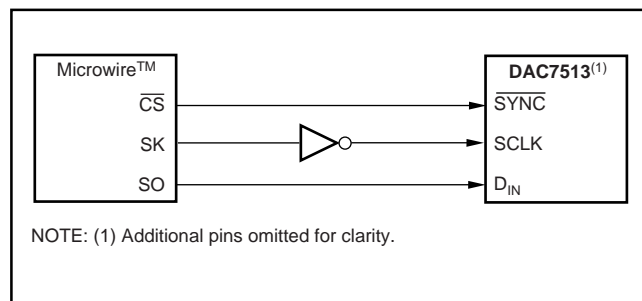 Microwire™
DAC7513(1)
CS
SYNC
SK
SCLK
SO
DIN
NOTE: (1) Additional pins omitted for clarity.